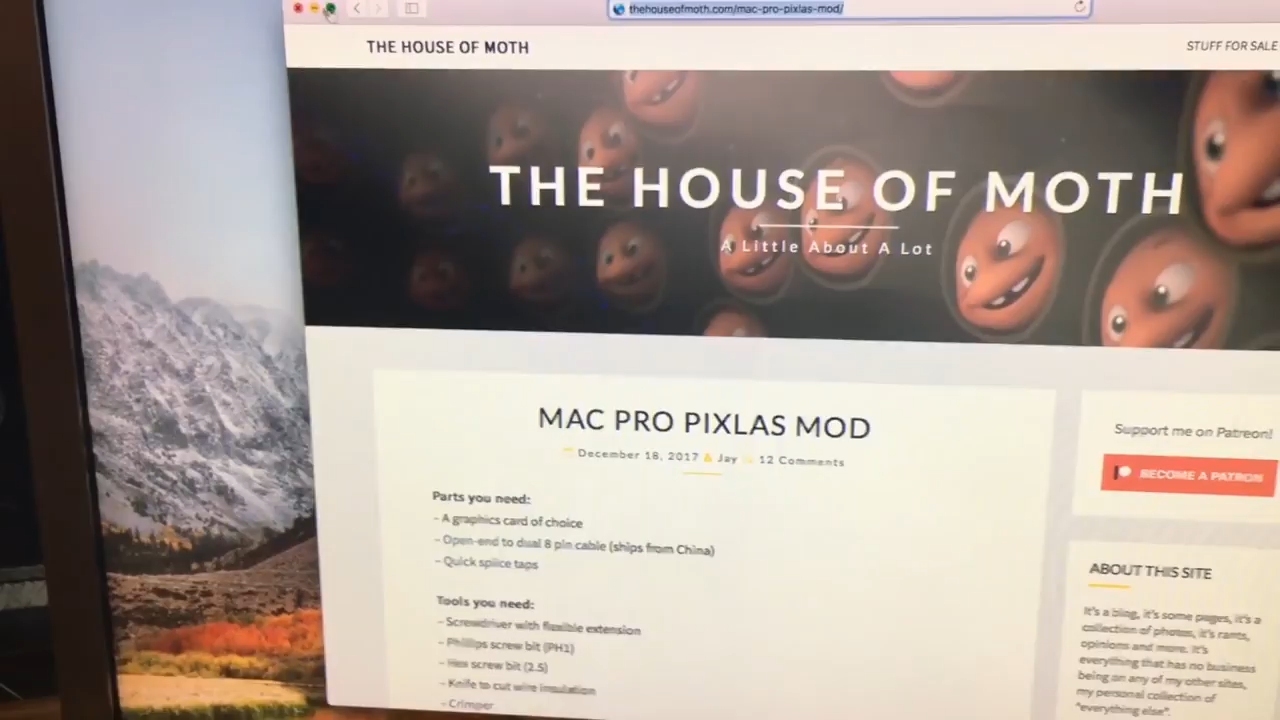 thehouseofmoth.com/mac-pro-pixlas-mod/
THE HOUSE OF MOTH
STUFF FOR SALE
THE HOUSE OF MOTH
A Little About A Lot
MAC PRO PIXLAS MOD
December 18, 2017 Jay 12 Comments
Parts you need:
- A graphics card of choice
- Open-end to dual 8 pin cable (ships from China)
- Quick splice taps
Tools you need:
- Screwdriver with flexible extension
- Phillips screw bit (PH1)
- Hex screw bit (2.5)
- Knife to cut wire insulation
- Crimper
Support me on Patreon!
BECOME A PATRON
ABOUT THIS SITE
It's a blog, it's some pages, it's a
collection of photos, it's rants,
opinions and more. It's
everything that has no business
being on any of my other sites,
my personal collection of
"everything else".